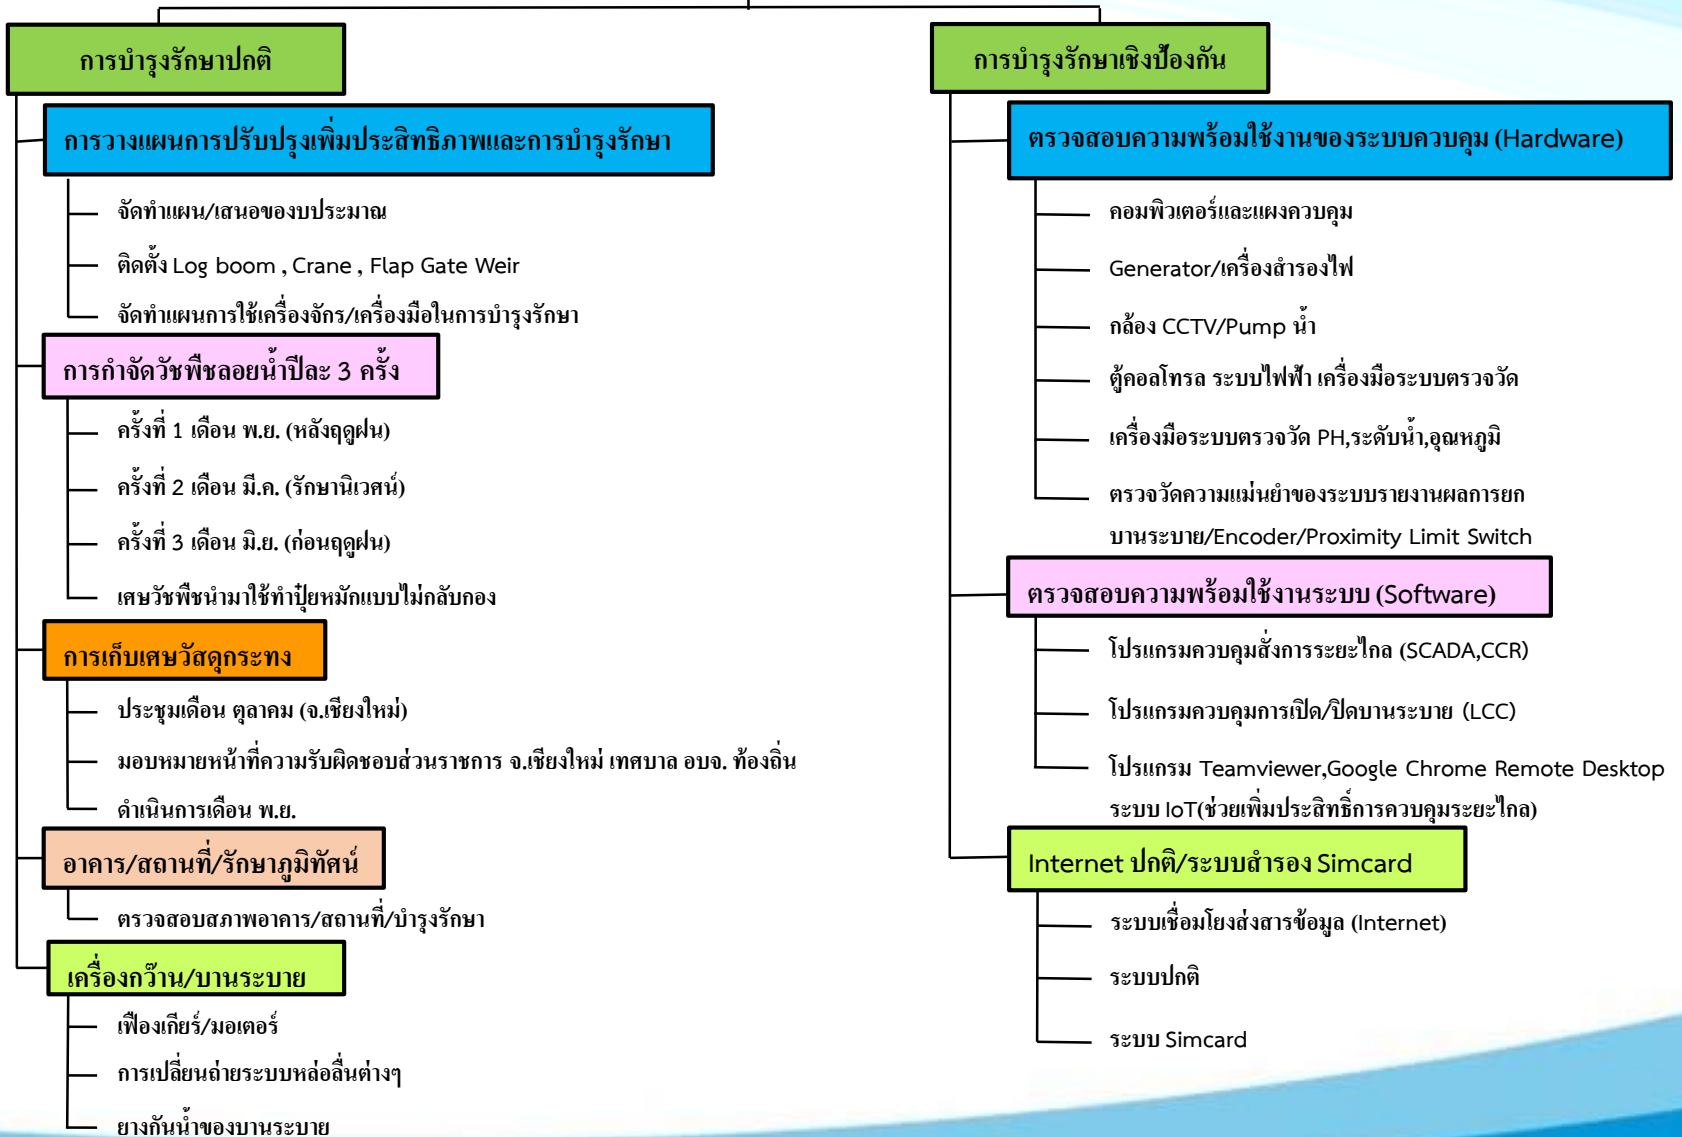 การบำรุงรักษาปกติ
การวางแผนการปรับปรุงเพิ่มประสิทธิภาพและการบำรุงรักษา
จัดทำแผน/เสนอของบประมาณ
ติดตั้ง Log boom , Crane , Flap Gate Weir
จัดทำแผนการใช้เครื่องจักร/เครื่องมือในการบำรุงรักษา
การกำจัดวัชพืชลอยน้ำปีละ 3 ครั้ง
ครั้งที่ 1 เดือน พ.ย. (หลังฤดูฝน)
ครั้งที่ 2 เดือน มี.ค. (รักษานิเวศน์)
ครั้งที่ 3 เดือน มิ.ย. (ก่อนฤดูฝน)
เศษวัชพืชนำมาใช้ทำปุ๋ยหมักแบบไม่กลับกอง
การเก็บเศษวัสดุกระทง
ประชุมเดือน ตุลาคม (จ.เชียงใหม่)
มอบหมายหน้าที่ความรับผิดชอบส่วนราชการ จ.เชียงใหม่ เทศบาล อบจ. ท้องถิ่น
ดำเนินการเดือน พ.ย.
อาคาร/สถานที่/รักษาภูมิทัศน์
ตรวจสอบสภาพอาคาร/สถานที่/บำรุงรักษา
เครื่องกว๊าน/บานระบาย
เฟืองเกียร์/มอเตอร์
การเปลี่ยนถ่ายระบบหล่อลื่นต่างๆ
ยางกันน้ำของบานระบาย
การบำรุงรักษาเชิงป้องกัน
ตรวจสอบความพร้อมใช้งานของระบบควบคุม (Hardware)
คอมพิวเตอร์และแผงควบคุม
Generator/เครื่องสำรองไฟ
กล้อง CCTV/Pump น้ำ
ตู้คอลโทรล ระบบไฟฟ้า เครื่องมือระบบตรวจวัด
เครื่องมือระบบตรวจวัด PH,ระดับน้ำ,อุณหภูมิ
ตรวจวัดความแม่นยำของระบบรายงานผลการยก
บานระบาย/Encoder/Proximity Limit Switch
ตรวจสอบความพร้อมใช้งานระบบ (Software)
โปรแกรมควบคุมสั่งการระยะไกล (SCADA,CCR)
โปรแกรมควบคุมการเปิด/ปิดบานระบาย (LCC)
โปรแกรม Teamviewer,Google Chrome Remote Desktop
ระบบ IoT(ช่วยเพิ่มประสิทธิ์การควบคุมระยะไกล)
Internet ปกติ/ระบบสำรอง Simcard
ระบบเชื่อมโยงส่งสารข้อมูล (Internet)
ระบบปกติ
ระบบ Simcard